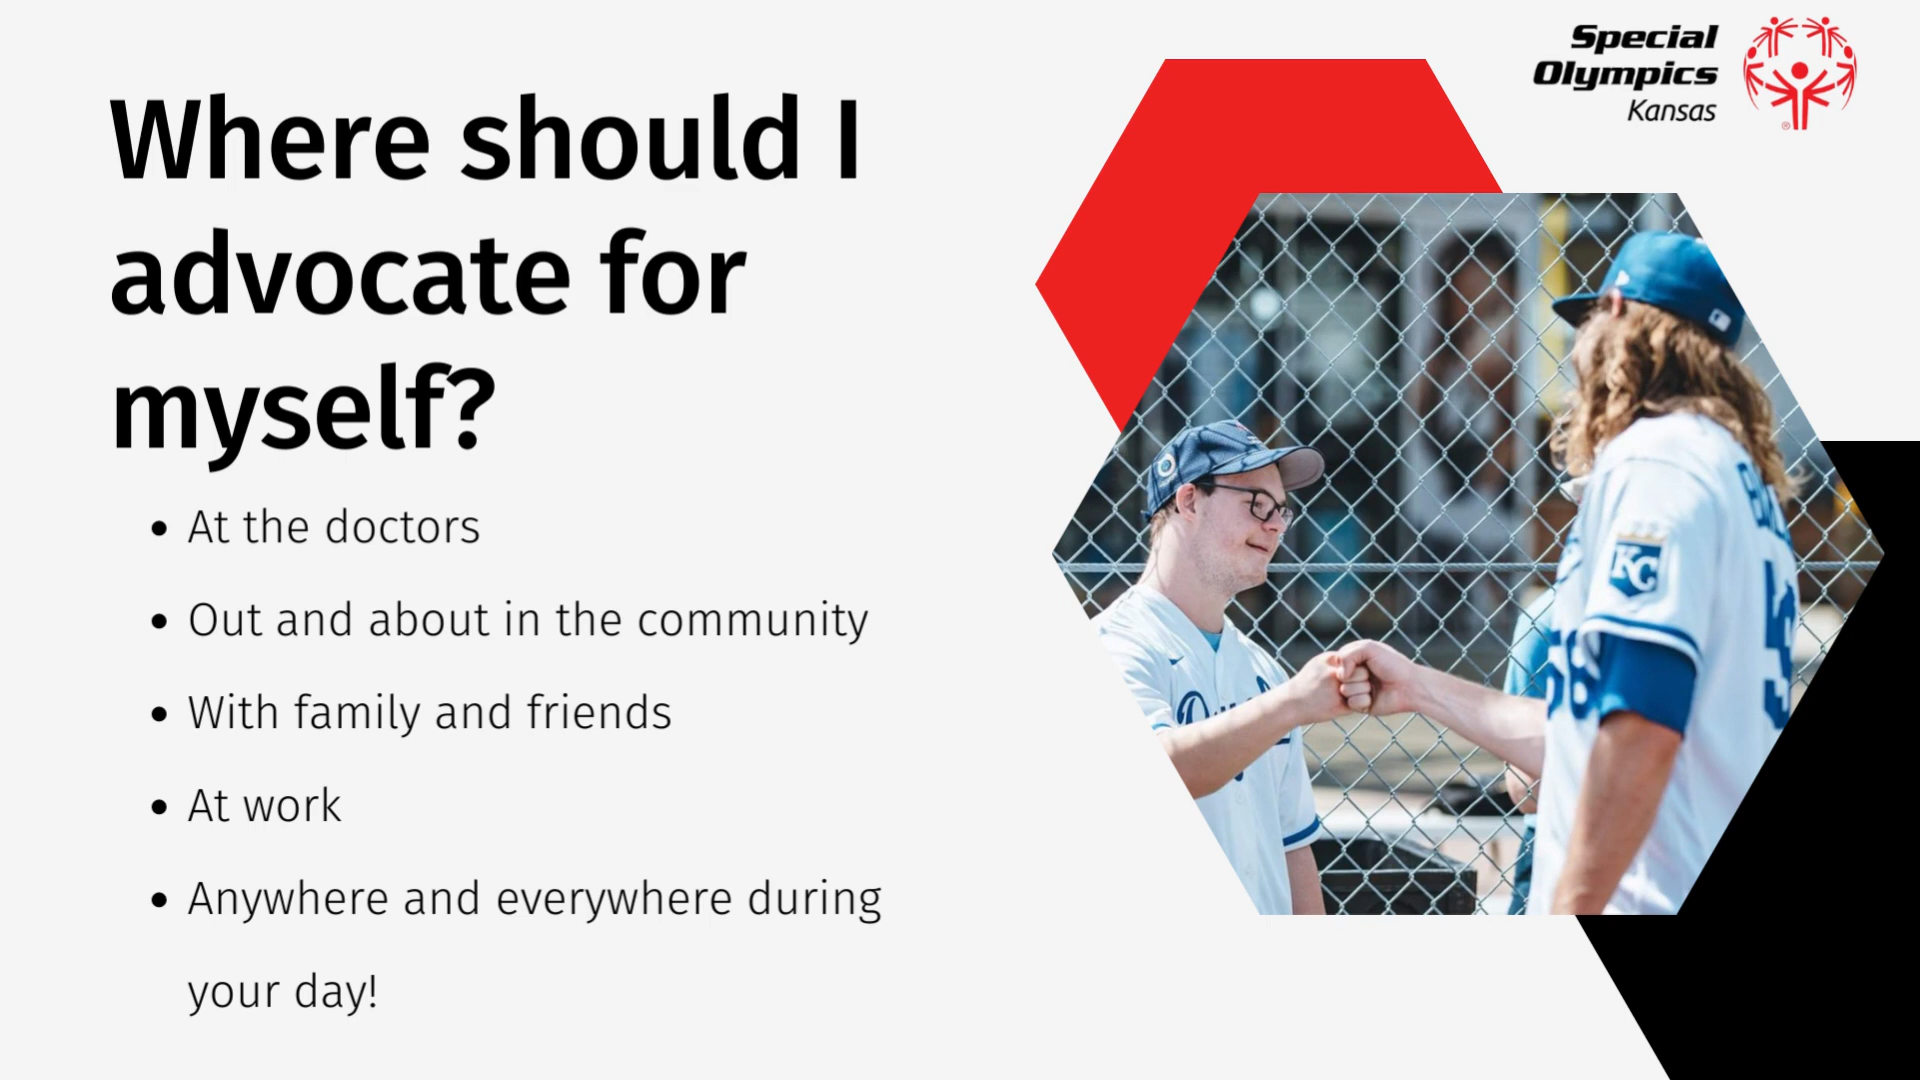 Special
Olympics
Kansas
Where should I
advocate for
myself?
• At the doctors
• Out and about in the community
• With family and friends
• At work
• Anywhere and everywhere during
your day!
KC